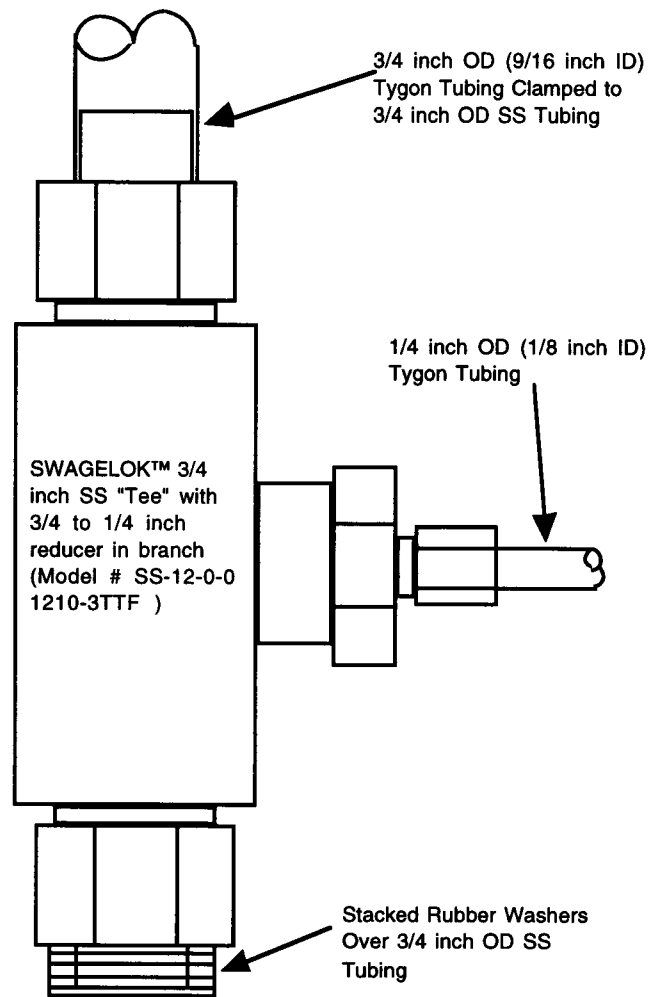 3/4 inch OD (9/16 inch ID)
Tygon Tubing Clamped to
3/4 inch OD SS Tubing
1/4 inch OD (1/8 inch ID)
Tygon Tubing
SWAGELOK™ 3/4
inch SS "Tee" with
3/4 to 1/4 inch
reducer in branch
(Model # SS-12-0-0
1210-3TTF )
Stacked Rubber Washers
Over 3/4 inch OD SS
Tubing